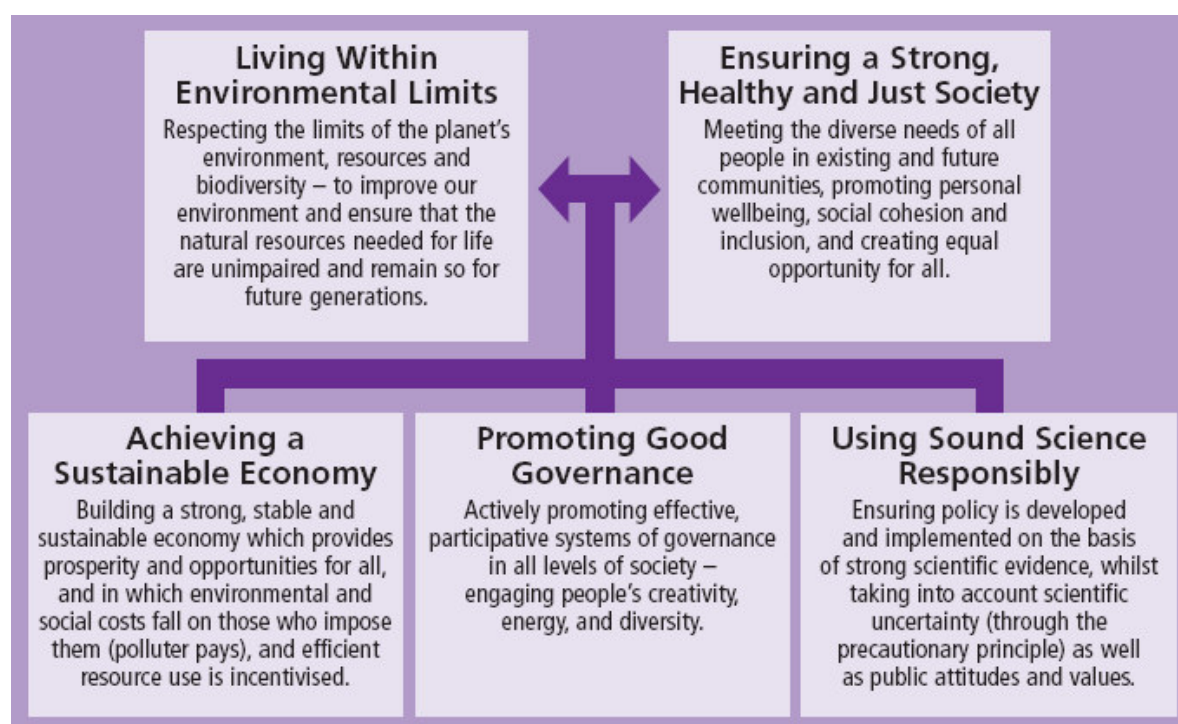 Living Within
Environmental Limits
Respecting the limits of the planet's
environment, resources and
biodiversity – to improve our
environment and ensure that the
natural resources needed for life
are unimpaired and remain so for
future generations.
Ensuring a Strong,
Healthy and Just Society
Meeting the diverse needs of all
people in existing and future
communities, promoting personal
wellbeing, social cohesion and
inclusion, and creating equal
opportunity for all.
Achieving a
Sustainable Economy
Building a strong, stable and
sustainable economy which provides
prosperity and opportunities for all,
and in which environmental and
social costs fall on those who impose
them (polluter pays), and efficient
resource use is incentivised.
Promoting Good
Governance
Actively promoting effective,
participative systems of governance
in all levels of society –
engaging people's creativity,
energy, and diversity.
Using Sound Science
Responsibly
Ensuring policy is developed
and implemented on the basis
of strong scientific evidence, whilst
taking into account scientific
uncertainty (through the
precautionary principle) as well
as public attitudes and values.